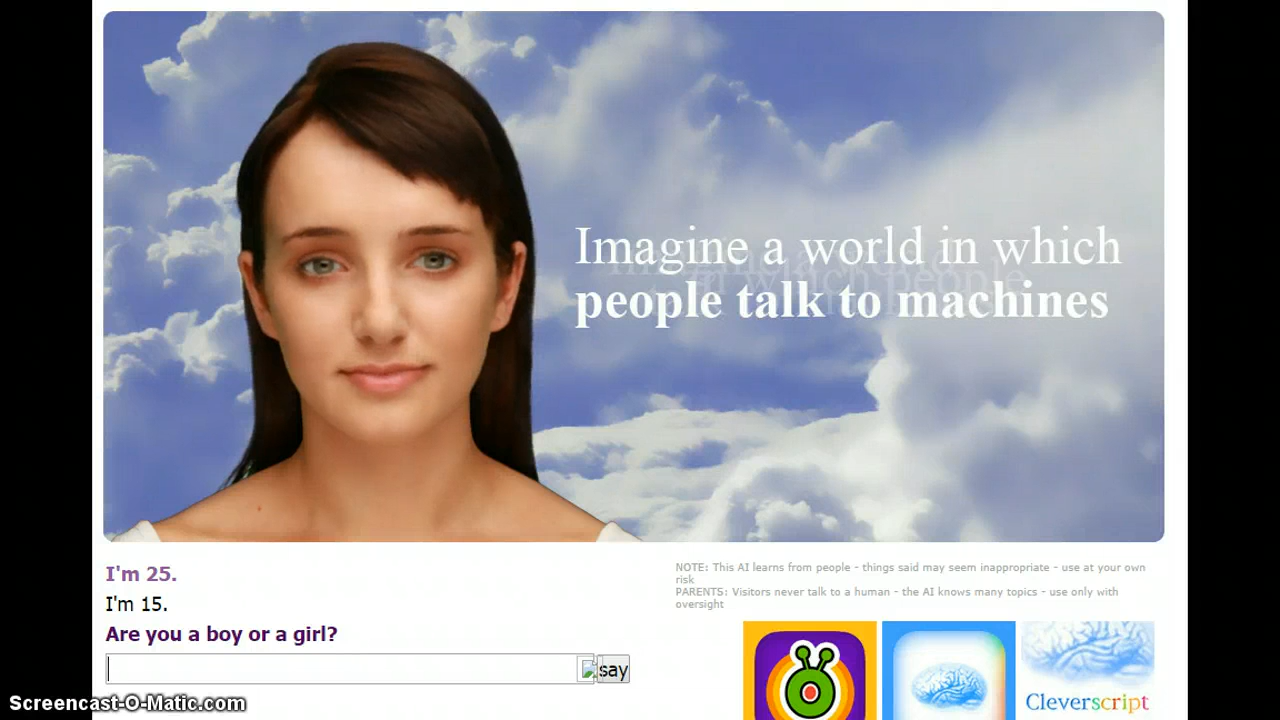 Imagine a world in which
people talk to machines
I'm 25.
I'm 15.
Are you a boy or a girl?
say
NOTE: This AI learns from people - things said may seem inappropriate - use at your own
risk
PARENTS: Visitors never talk to a human - the AI knows many topics - use only with
oversight
Cleverscript
Screencast-O-Matic.com